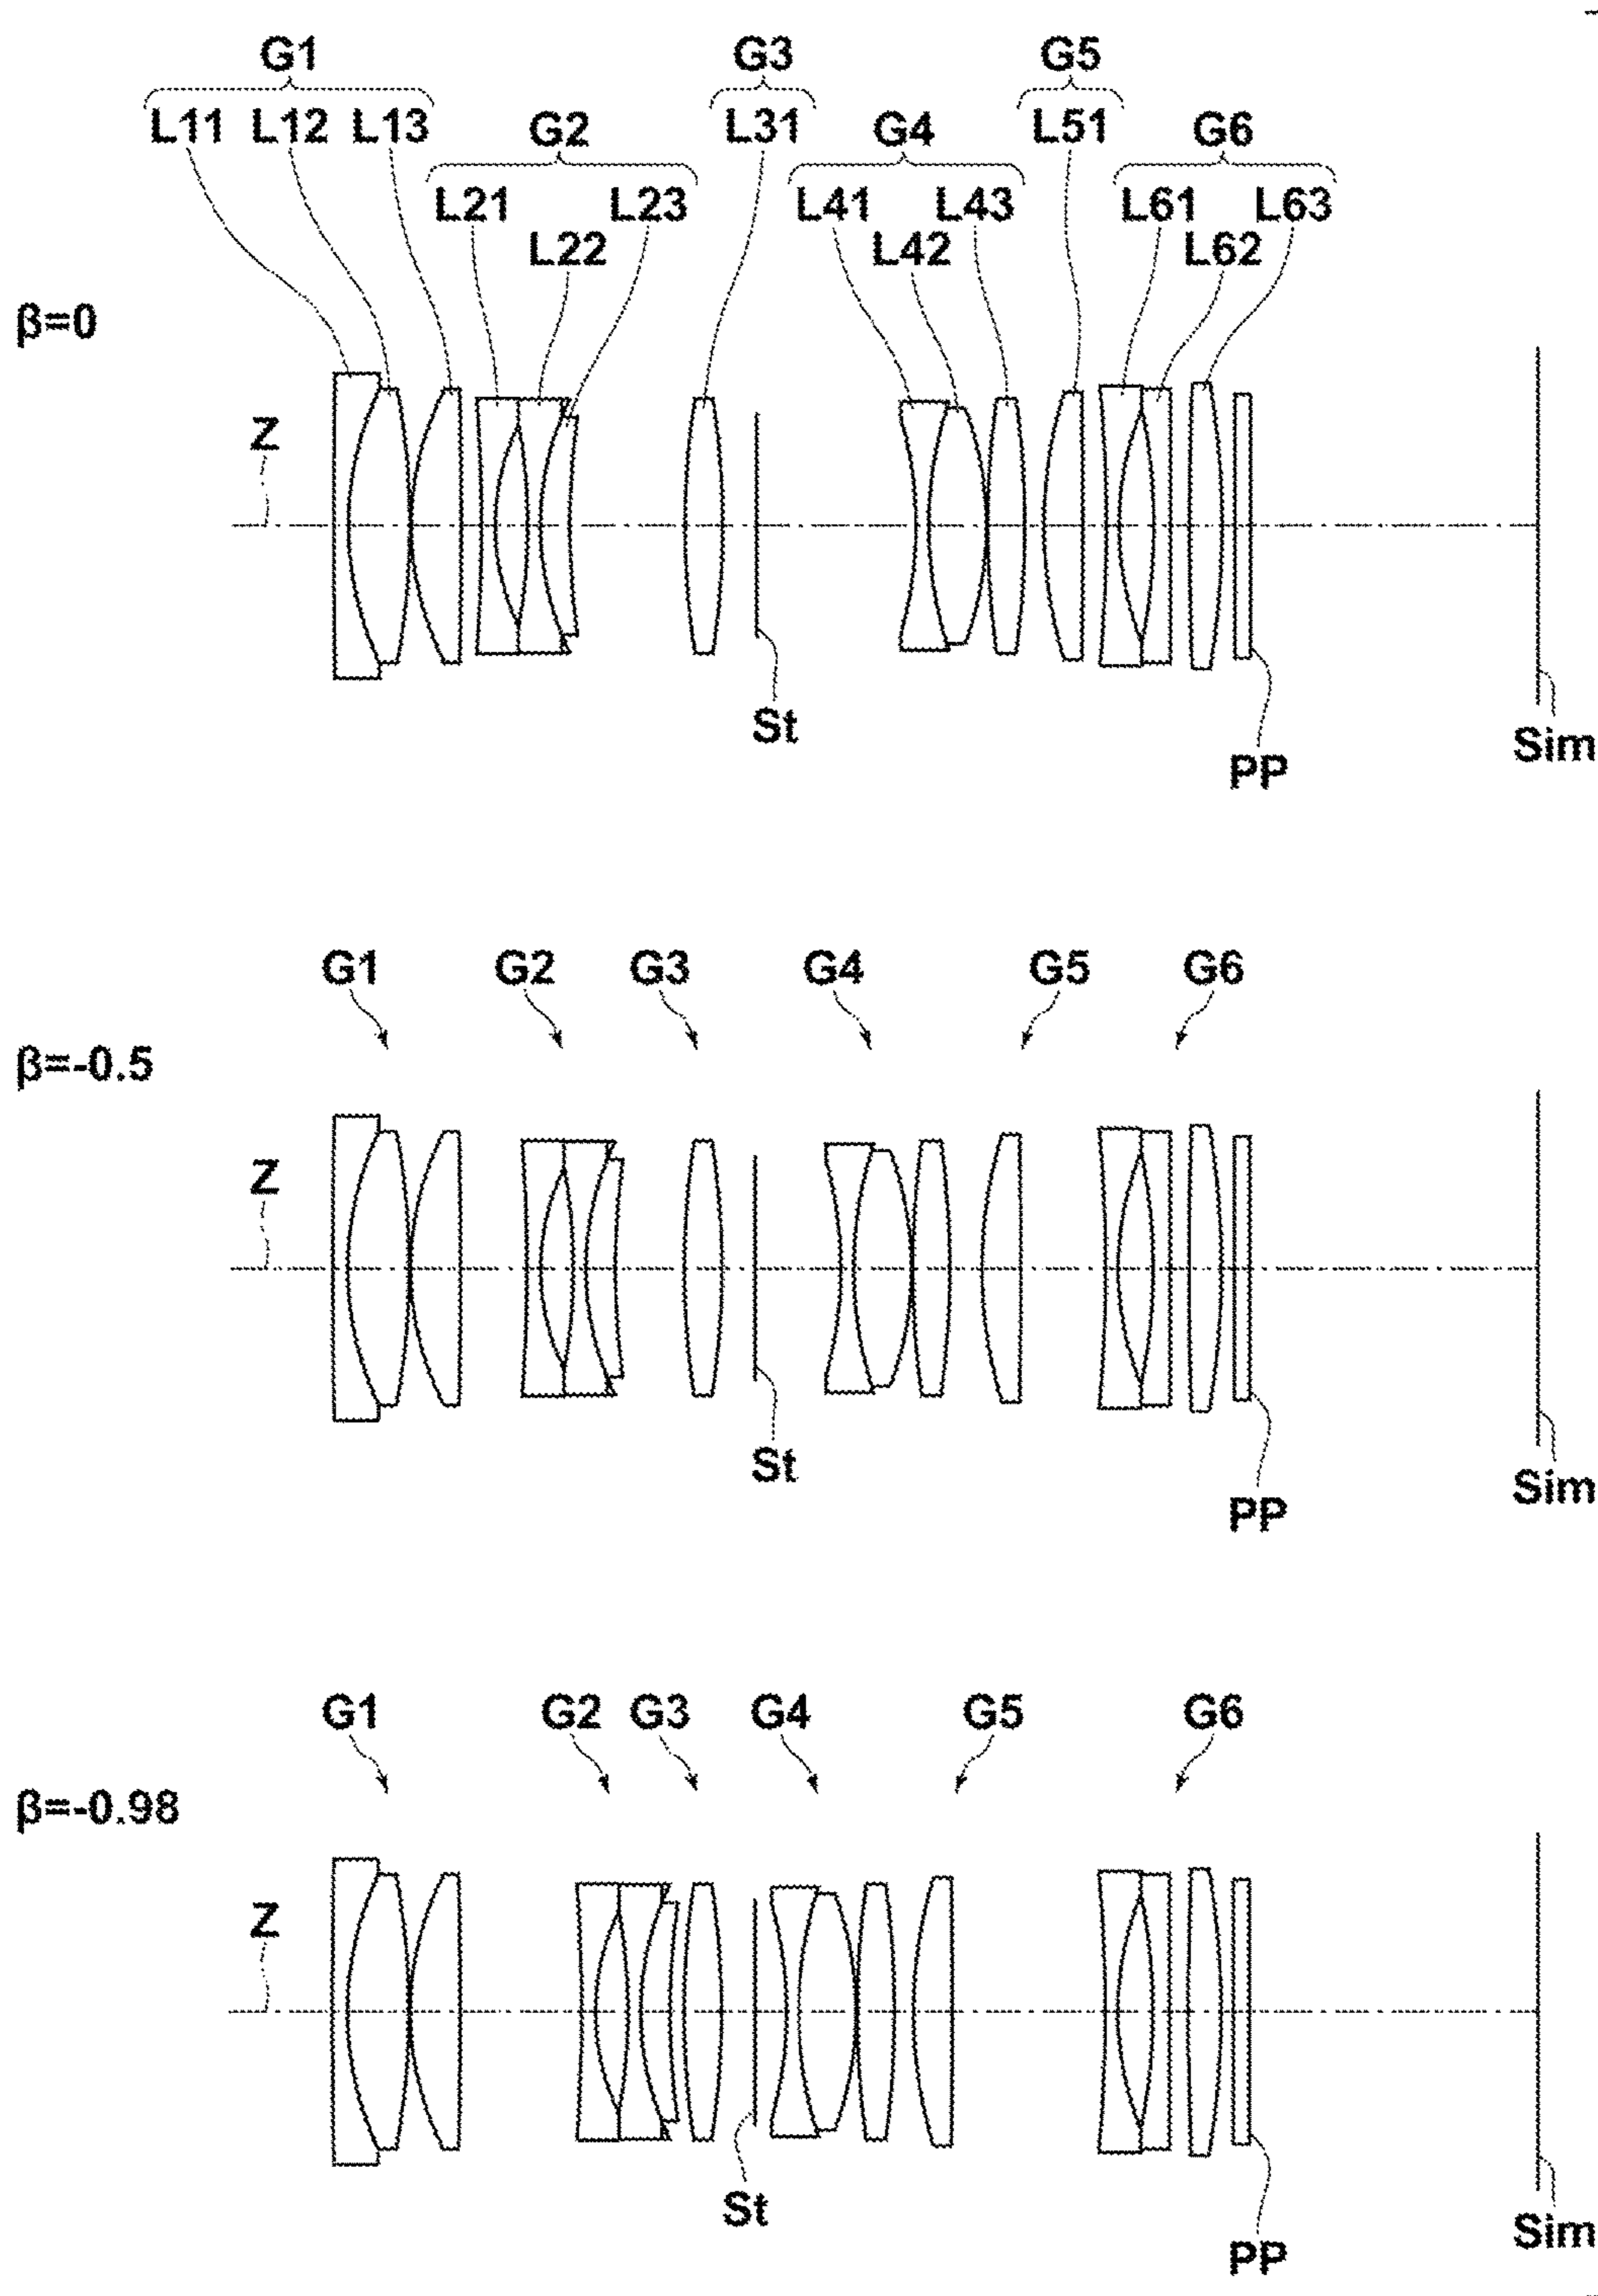 G1 G3 G5
L11 L12 L13 G2 L31 G4 L51 G6
L21 L23 L41 L43 L61 L63
L22 L42 L62
β=0
Z
St
Sim
PP
G1 G2 G3 G4 G5 G6
β=-0.5
Z
St
Sim
PP
G1 G2 G3 G4 G5 G6
β=-0.98
Z
St
Sim
PP